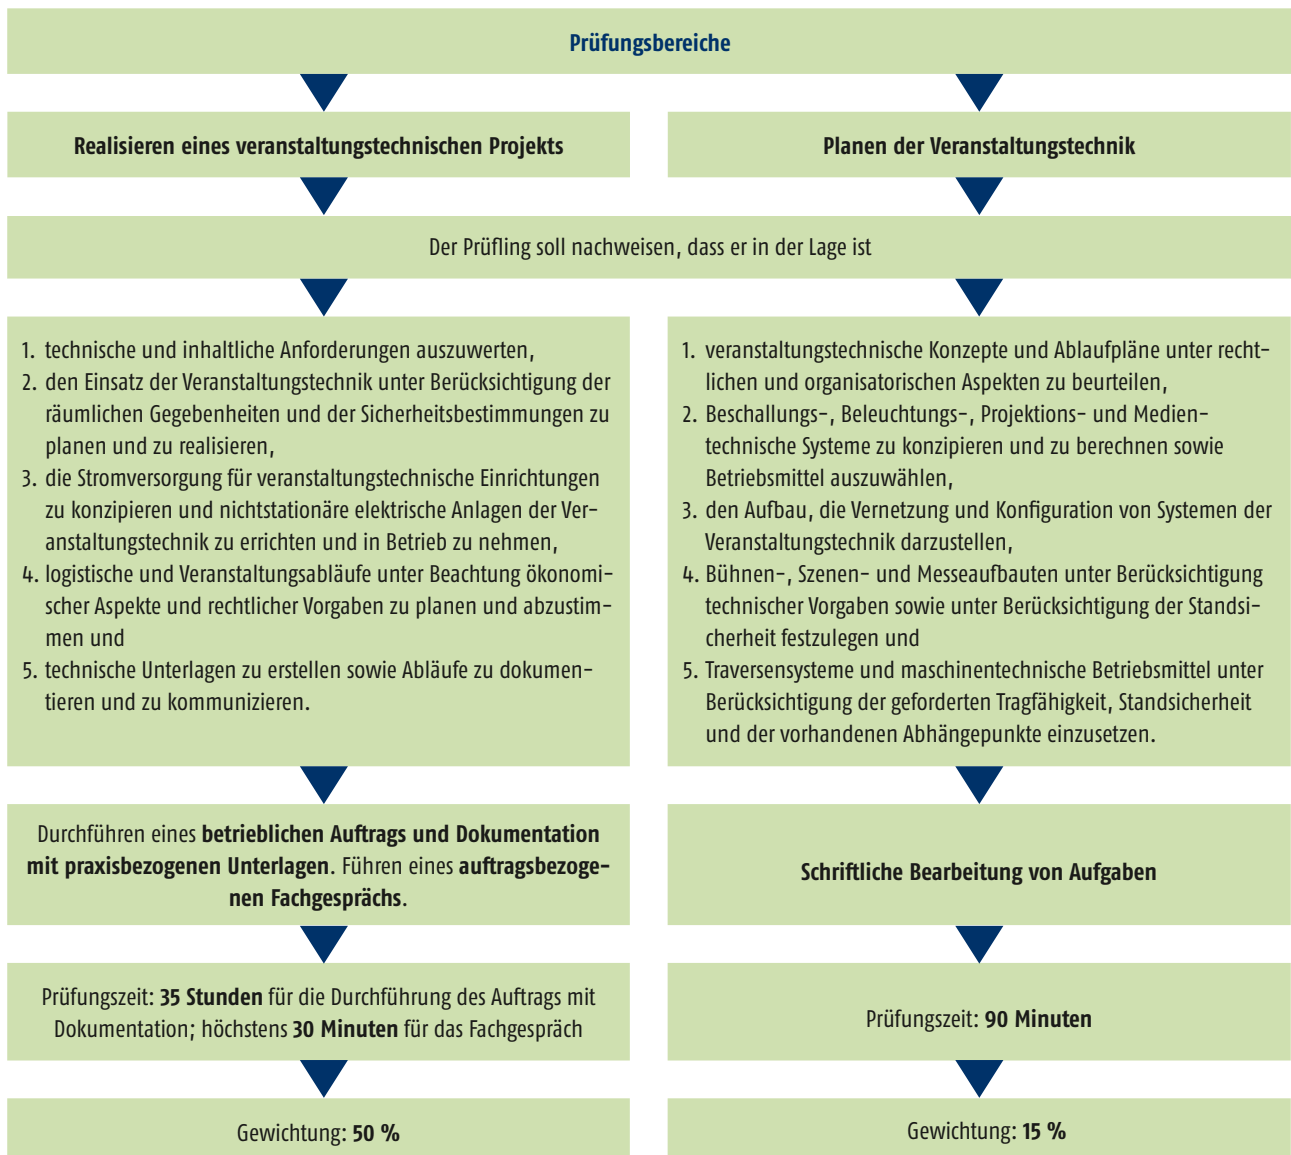 Prüfungsbereiche
Realisieren eines veranstaltungstechnischen Projekts
Planen der Veranstaltungstechnik
Der Prüfling soll nachweisen, dass er in der Lage ist
1. technische und inhaltliche Anforderungen auszuwerten,
2. den Einsatz der Veranstaltungstechnik unter Berücksichtigung der
räumlichen Gegebenheiten und der Sicherheitsbestimmungen zu
planen und zu realisieren,
3. die Stromversorgung für veranstaltungstechnische Einrichtungen
zu konzipieren und nichtstationäre elektrische Anlagen der Ver-
anstaltungstechnik zu errichten und in Betrieb zu nehmen,
4. logistische und Veranstaltungsabläufe unter Beachtung ökonomi-
scher Aspekte und rechtlicher Vorgaben zu planen und abzustim-
men und
5. technische Unterlagen zu erstellen sowie Abläufe zu dokumen-
tieren und zu kommunizieren.
1. veranstaltungstechnische Konzepte und Ablaufpläne unter recht-
lichen und organisatorischen Aspekten zu beurteilen,
2. Beschallungs-, Beleuchtungs-, Projektions- und Medien-
technische Systeme zu konzipieren und zu berechnen sowie
Betriebsmittel auszuwählen,
3. den Aufbau, die Vernetzung und Konfiguration von Systemen der
Veranstaltungstechnik darzustellen,
4. Bühnen-, Szenen- und Messeaufbauten unter Berücksichtigung
technischer Vorgaben sowie unter Berücksichtigung der Standsi-
cherheit festzulegen und
5. Traversensysteme und maschinentechnische Betriebsmittel unter
Berücksichtigung der geforderten Tragfähigkeit, Standsicherheit
und der vorhandenen Abhängepunkte einzusetzen.
Durchführen eines betrieblichen Auftrags und Dokumentation
mit praxisbezogenen Unterlagen. Führen eines auftragsbezoge-
nen Fachgesprächs.
Schriftliche Bearbeitung von Aufgaben
Prüfungszeit: 35 Stunden für die Durchführung des Auftrags mit
Dokumentation; höchstens 30 Minuten für das Fachgespräch
Prüfungszeit: 90 Minuten
Gewichtung: 50 %
Gewichtung: 15 %